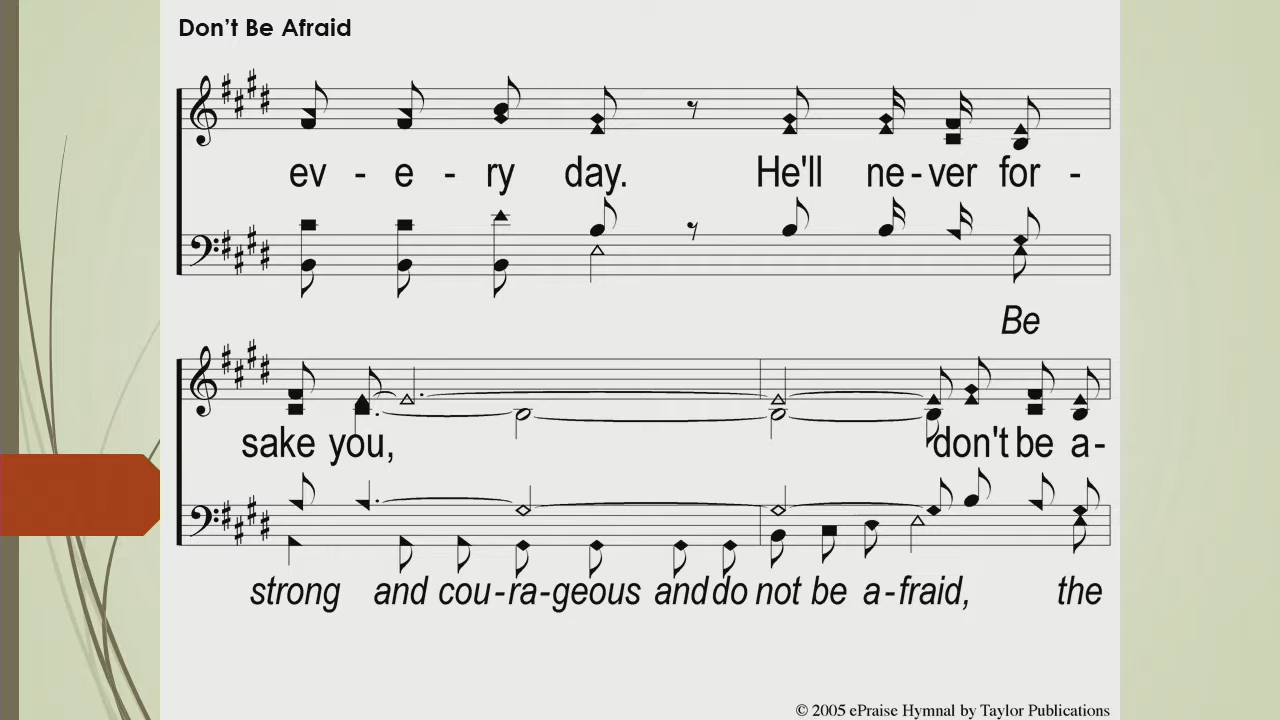 Don't Be Afraid
ev - e - ry day. He'll ne - ver for -
Be
sake you, don't be a-
strong and cou - ra - geous and do not be a - fraid, the
© 2005 ePraise Hymnal by Taylor Publications